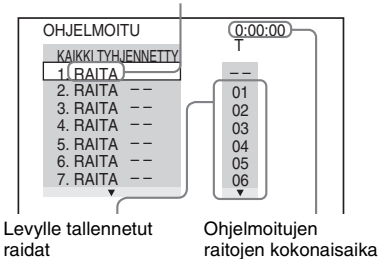 OHJELMOITU 0:00:00
T
KAIKKI TYHJENNETTY
1. RAITA – –
2. RAITA – – 01
3. RAITA – – 02
4. RAITA – – 03
5. RAITA – – 04
6. RAITA – – 05
7. RAITA – – 06
Levylle tallennetut raidat
Ohjelmoitujen raitojen kokonaisaika